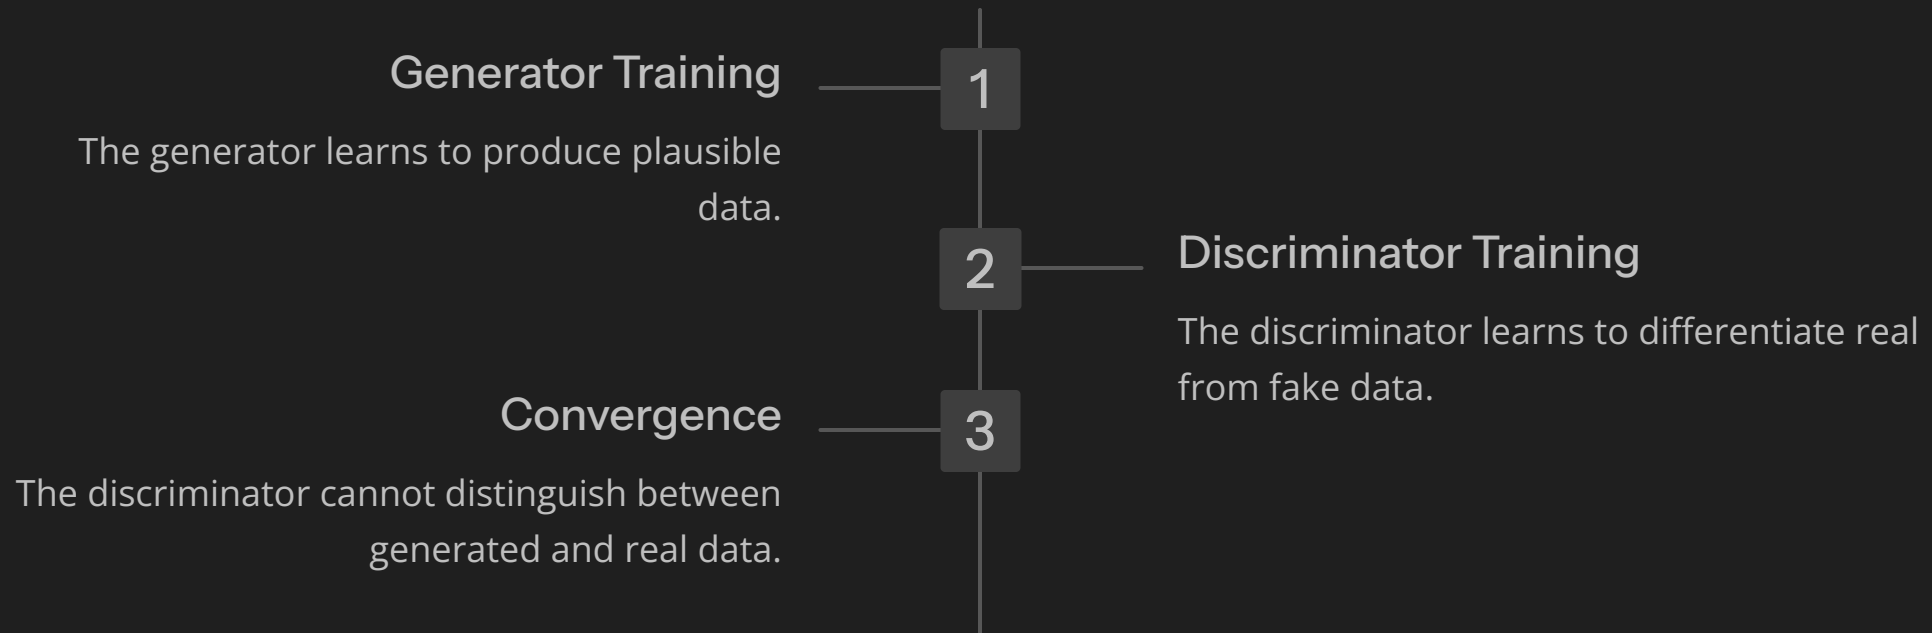 Generator Training
1
The generator learns to produce plausible
data.
2
Discriminator Training
The discriminator learns to differentiate real
from fake data.
Convergence
3
The discriminator cannot distinguish between
generated and real data.